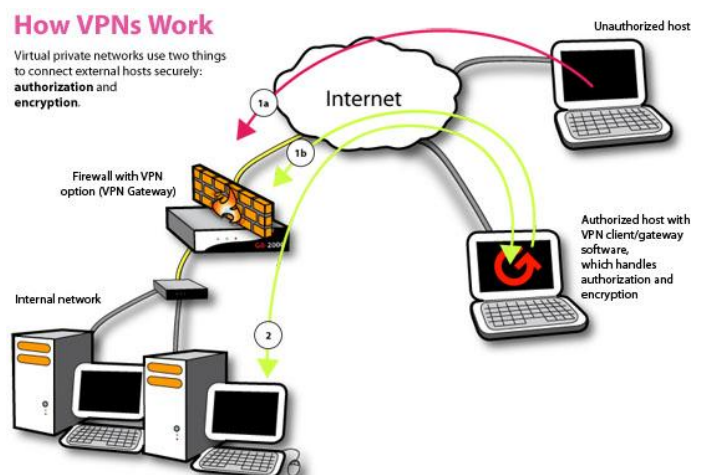 How VPNs Work
Virtual private networks use two things
to connect external hosts securely:
authorization and
encryption.
Unauthorized host
Internet
1a
1b
Firewall with VPN
option (VPN Gateway)
GB 2000
Authorized host with
VPN client/gateway
software,
which handles
authorization and
encryption
Internal network
2